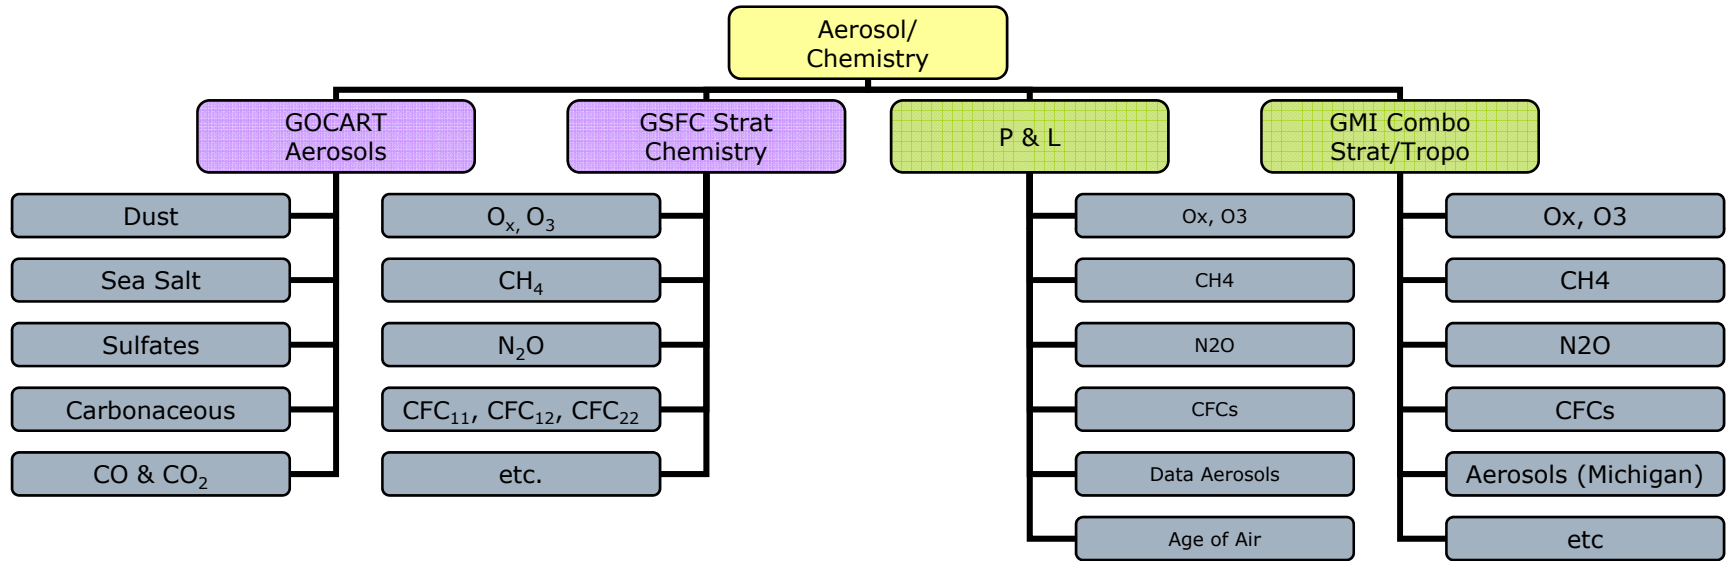 Aerosol/
Chemistry
GOCART
Aerosols
GSFC Strat
Chemistry
P & L
GMI Combo
Strat/Tropo
Dust
Sea Salt
Sulfates
Carbonaceous
CO & CO₂
Oₓ, O₃
CH₄
N₂O
CFC₁₁, CFC₁₂, CFC₂₂
etc.
Ox, O3
CH4
N2O
CFCs
Data Aerosols
Age of Air
Ox, O3
CH4
N2O
CFCs
Aerosols (Michigan)
etc